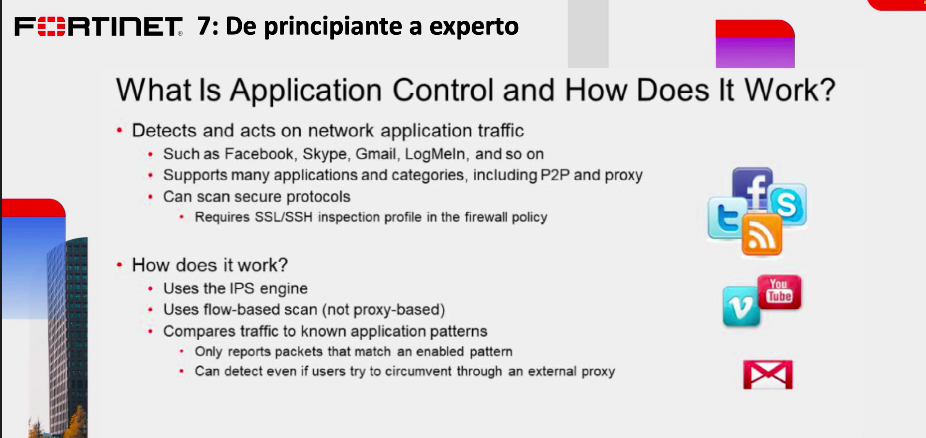 FORTINET. 7: De principiante a experto
What Is Application Control and How Does It Work?
• Detects and acts on network application traffic
• Such as Facebook, Skype, Gmail, LogMeIn, and so on
• Supports many applications and categories, including P2P and proxy
• Can scan secure protocols
• Requires SSL/SSH inspection profile in the firewall policy
• How does it work?
• Uses the IPS engine
• Uses flow-based scan (not proxy-based)
• Compares traffic to known application patterns
• Only reports packets that match an enabled pattern
• Can detect even if users try to circumvent through an external proxy
f
t
S
You
Tube
v